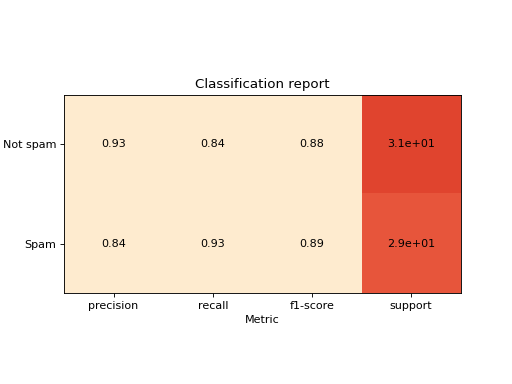 Classification report
Not spam 0.93 0.84 0.88 3.1e+01
Spam 0.84 0.93 0.89 2.9e+01
precision recall f1-score support
Metric